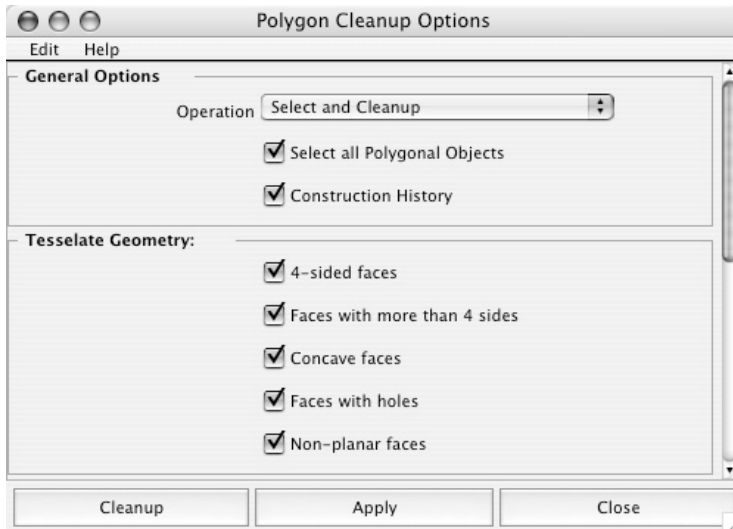 Polygon Cleanup Options
Edit Help
General Options
Operation Select and Cleanup
Select all Polygonal Objects
Construction History
Tesselate Geometry:
4-sided faces
Faces with more than 4 sides
Concave faces
Faces with holes
Non-planar faces
Cleanup Apply Close